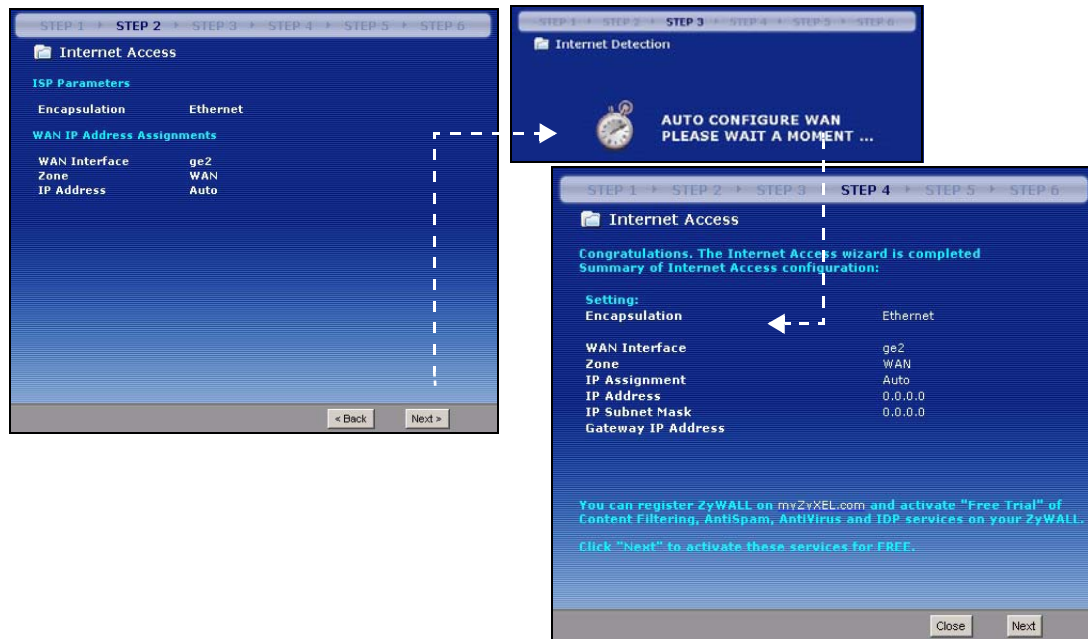 STEP 1 STEP 2 STEP 3 STEP 4 STEP 5 STEP 6
Internet Access
ISP Parameters
Encapsulation Ethernet
WAN IP Address Assignments
WAN Interface ge2
Zone WAN
IP Address Auto
< Back Next >
STEP 1 STEP 2 STEP 3 STEP 4 STEP 5 STEP 6
Internet Detection
AUTO CONFIGURE WAN
PLEASE WAIT A MOMENT ...
STEP 1 STEP 2 STEP 3 STEP 4 STEP 5 STEP 6
Internet Access
Congratulations. The Internet Access wizard is completed
Summary of Internet Access configuration:
Setting:
Encapsulation Ethernet
WAN Interface ge2
Zone WAN
IP Assignment Auto
IP Address 0.0.0.0
IP Subnet Mask 0.0.0.0
Gateway IP Address
You can register ZyWALL on myZyXEL.com and activate "Free Trial" of
Content Filtering, AntiSpam, AntiVirus and IDP services on your ZyWALL.
Click "Next" to activate these services for FREE.
Close Next